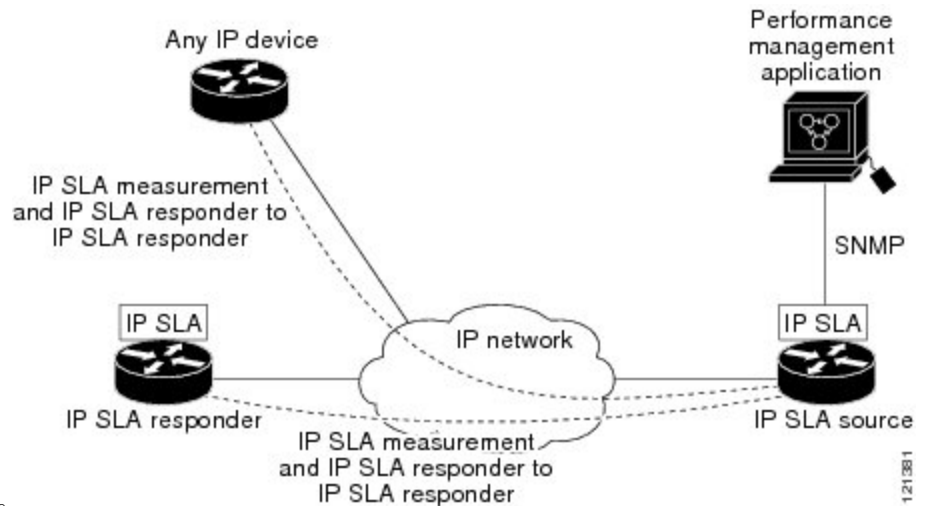 Performance
management
application
Any IP device
IP SLA measurement
and IP SLA responder to
IP SLA responder
SNMP
IP SLA
IP network
IP SLA
IP SLA responder
IP SLA source
IP SLA measurement
and IP SLA responder to
IP SLA responder
121381